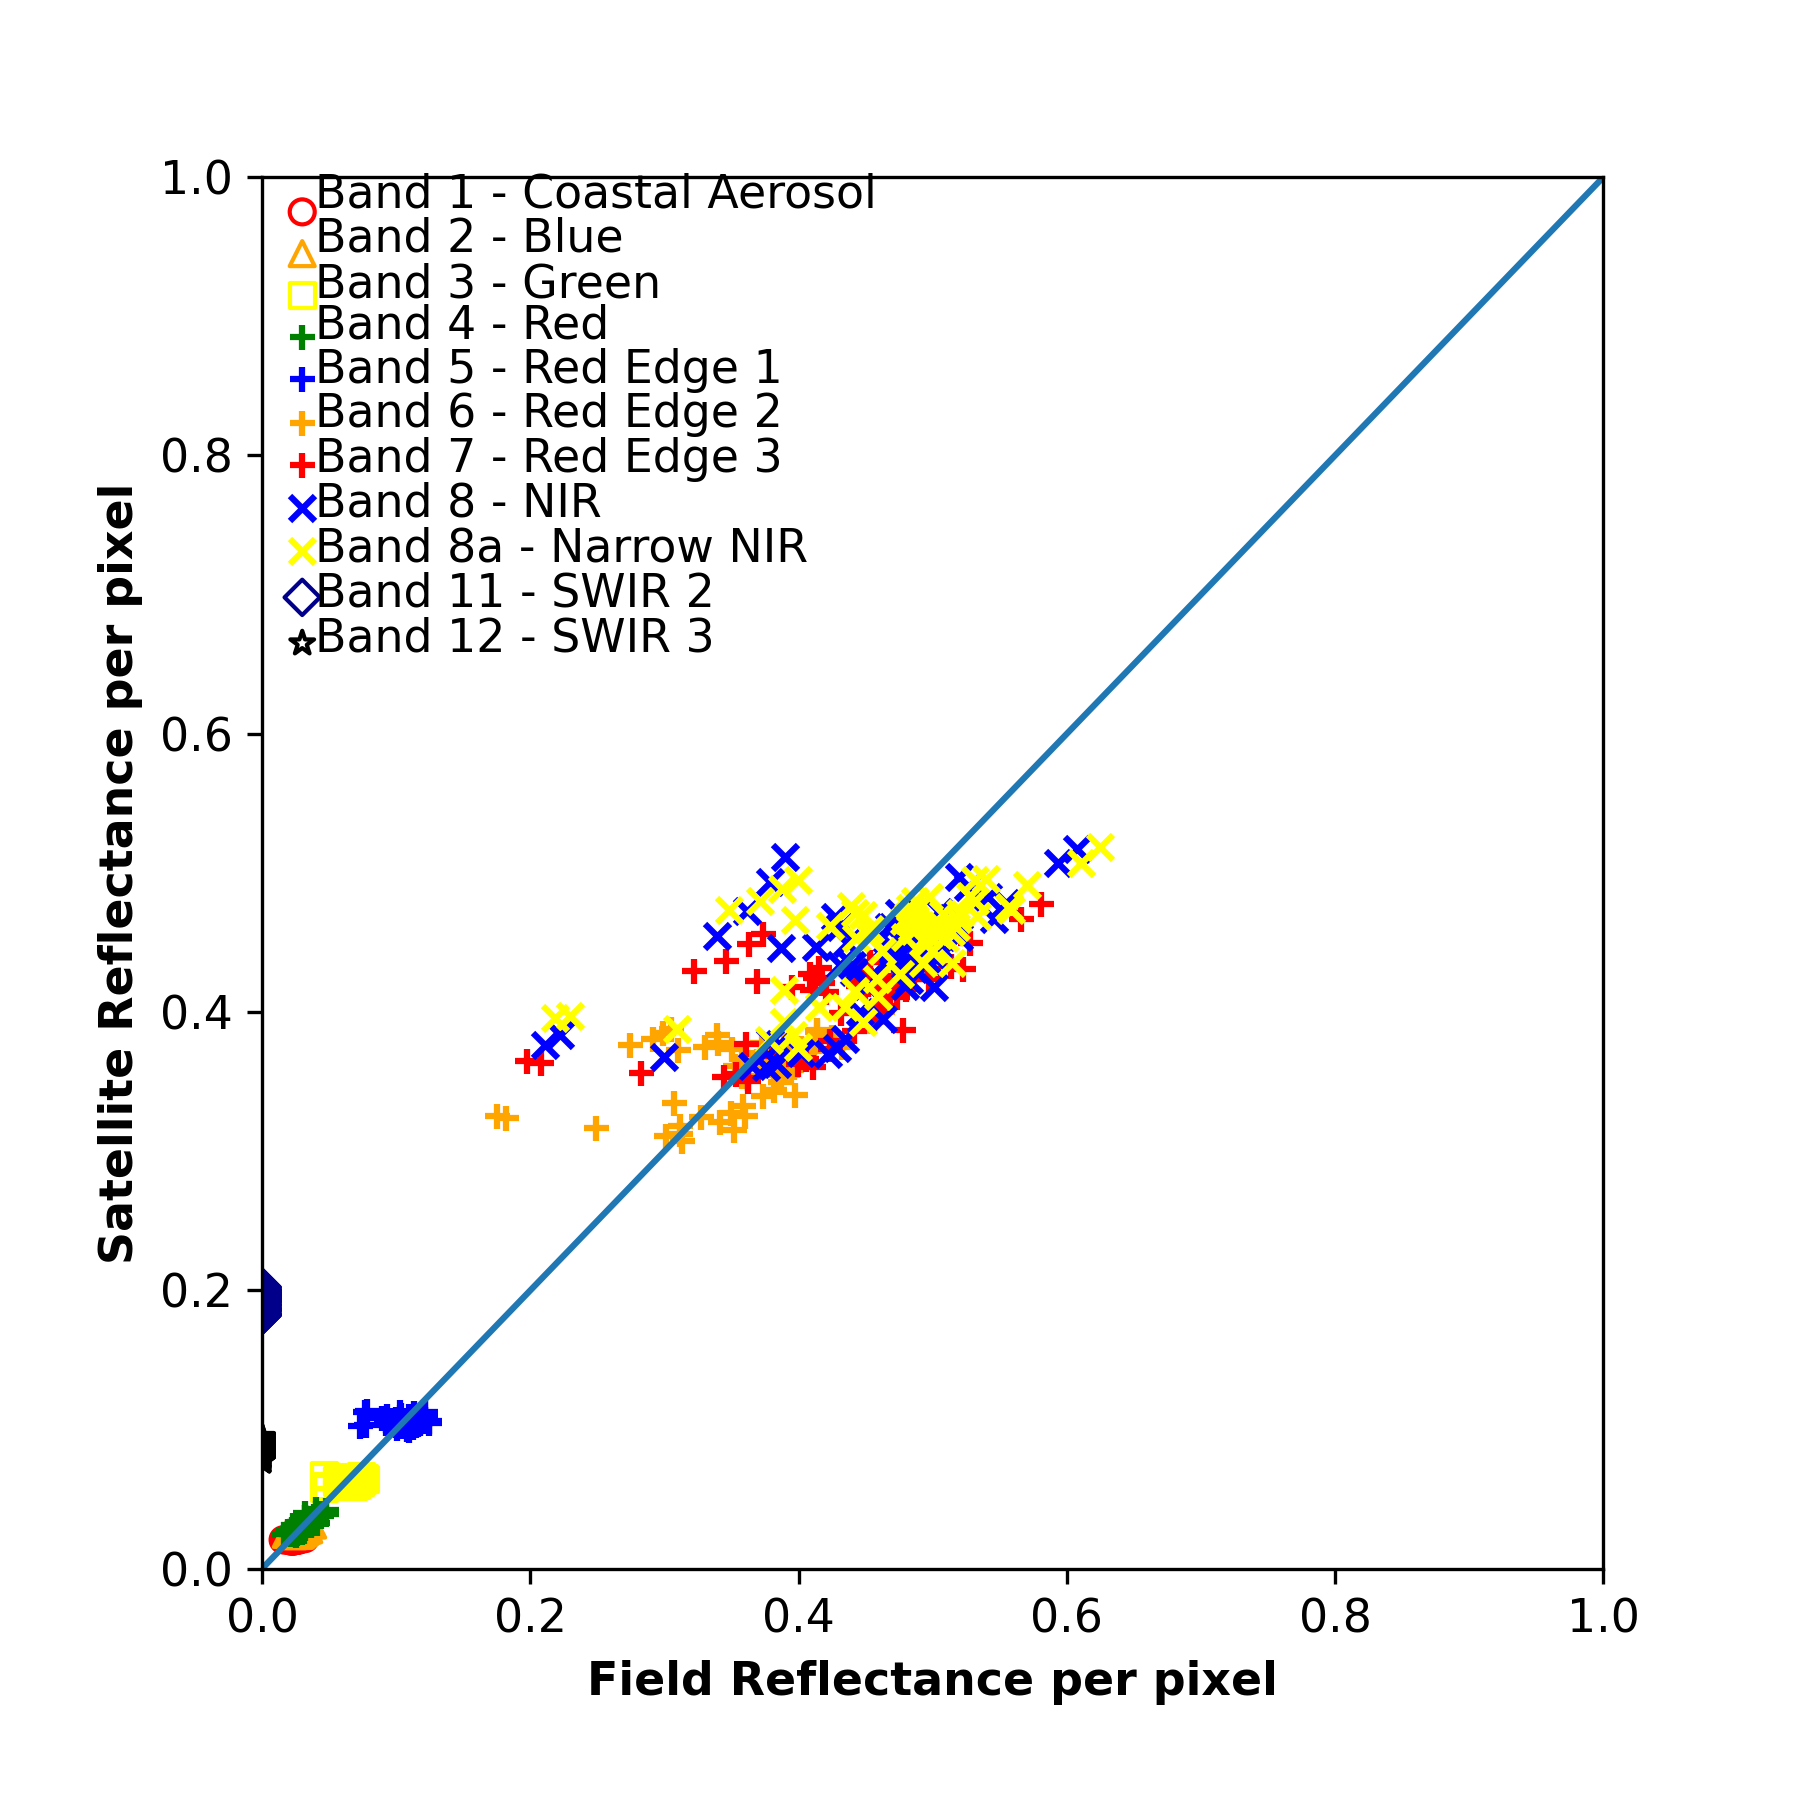 1.0
Band 1 - Coastal Aerosol
Band 2 - Blue
Band 3 - Green
Band 4 - Red
Band 5 - Red Edge 1
Band 6 - Red Edge 2
0.8
Band 7 - Red Edge 3
Band 8 - NIR
Band 8a - Narrow NIR
Band 11 - SWIR 2
Band 12 - SWIR 3
0.6
0.4
0.2
0.0
Satellite Reflectance per pixel
0.0 0.2 0.4 0.6 0.8 1.0
Field Reflectance per pixel